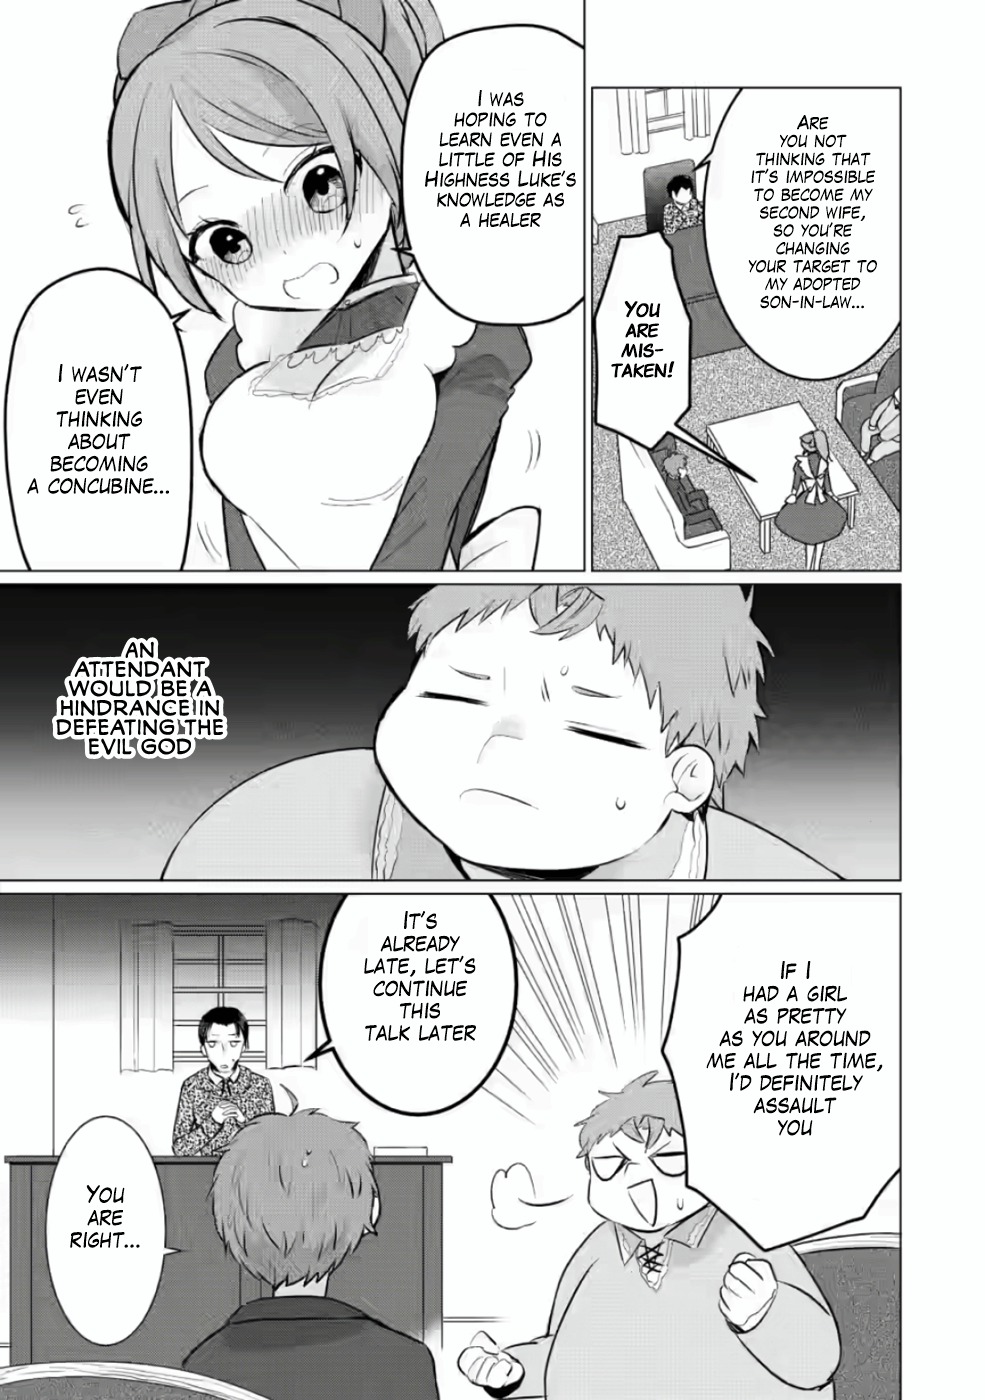 ARE
YOU NOT
THINKING THAT
IT'S IMPOSSIBLE
TO BECOME MY
SECOND WIFE,
SO YOU'RE
CHANGING
YOUR TARGET TO
MY ADOPTED
SON-IN-LAW...
YOU
ARE
MIS-
TAKEN!
I WAS
HOPING TO
LEARN EVEN A
LITTLE OF HIS
HIGHNESS LUKE'S
KNOWLEDGE AS
A HEALER
I WASN'T
EVEN
THINKING
ABOUT
BECOMING
A CONCUBINE...
AN
ATTENDANT
WOULD BE A
HINDRANCE IN
DEFEATING THE
EVIL GOD
IF I
HAD A GIRL
AS PRETTY
AS YOU AROUND
ME ALL THE TIME,
I'D DEFINITELY
ASSAULT
YOU
IT'S
ALREADY
LATE, LET'S
CONTINUE
THIS
TALK LATER
YOU
ARE
RIGHT...